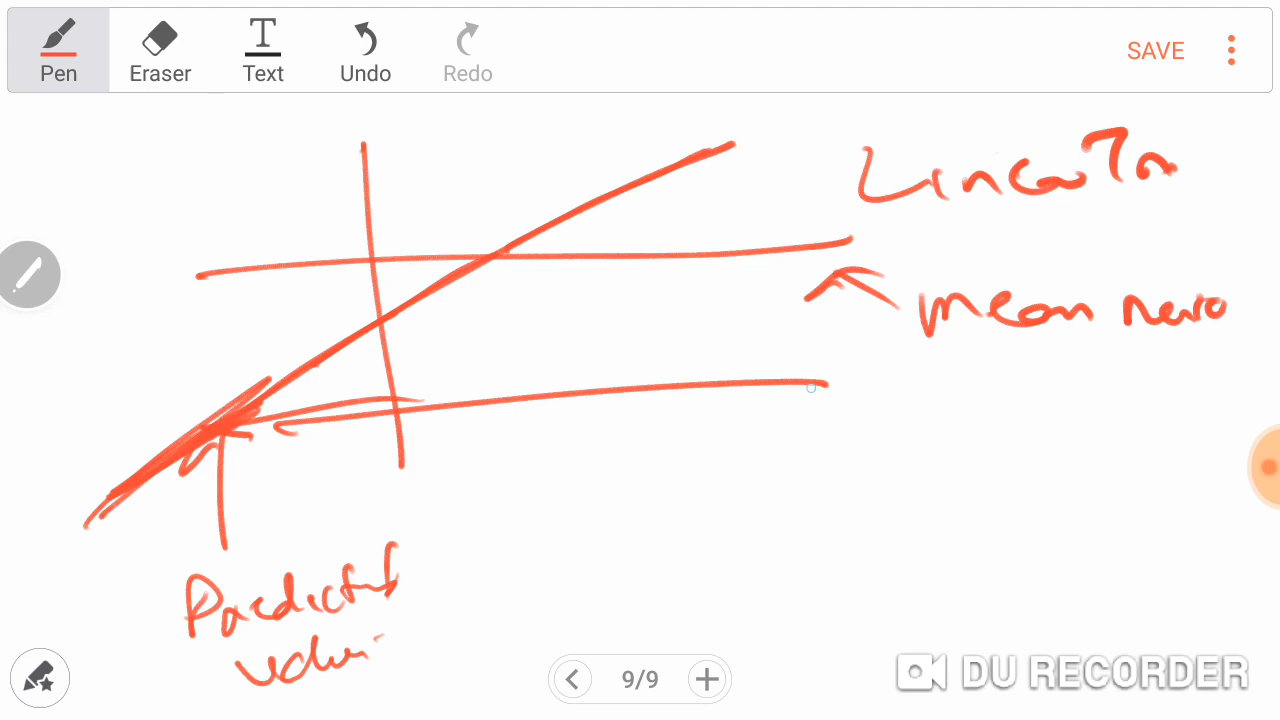 Pen
Eraser
Text
Undo
Redo
SAVE
mean
Predicted
9/9
DU RECORDER